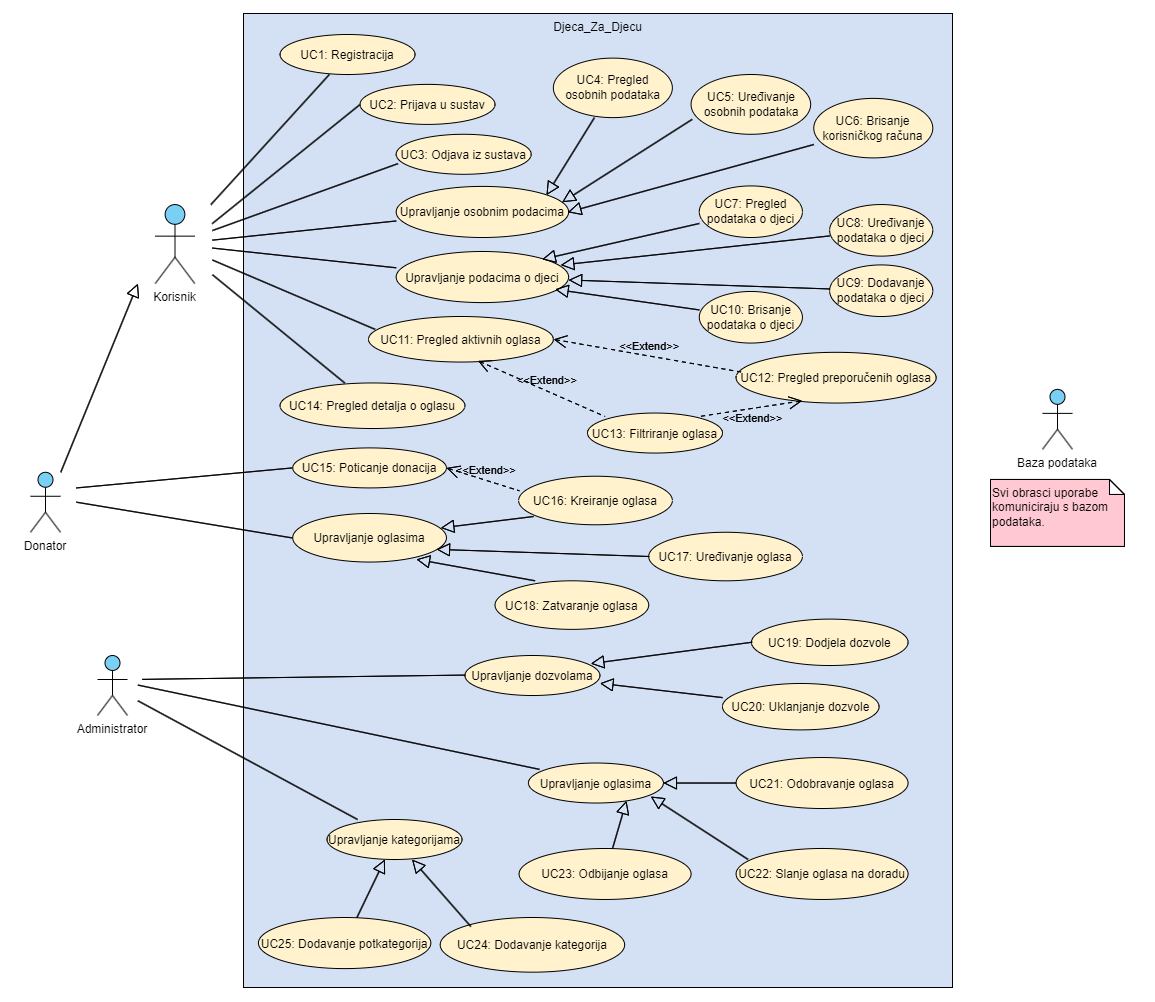 Djeca_Za_Djecu
UC1: Registracija
UC2: Prijava u sustav
UC3: Odjava iz sustava
UC4: Pregled
osobnih podataka
UC5: Uređivanje
osobnih podataka
UC6: Brisanje
korisničkog računa
Upravljanje osobnim podacima
UC7: Pregled
podataka o djeci
UC8: Uređivanje
podataka o djeci
Upravljanje podacima o djeci
UC9: Dodavanje
podataka o djeci
UC10: Brisanje
podataka o djeci
Korisnik
UC11: Pregled aktivnih oglasa
<<Extend>>
UC12: Pregled preporučenih oglasa
<<Extend>>
UC14: Pregled detalja o oglasu
<<Extend>>
UC13: Filtriranje oglasa
Baza podataka
Svi obrasci uporabe
komuniciraju s bazom
podataka.
UC15: Poticanje donacija
<<Extend>>
UC16: Kreiranje oglasa
Donator
Upravljanje oglasima
UC17: Uređivanje oglasa
UC18: Zatvaranje oglasa
UC19: Dodjela dozvole
Upravljanje dozvolama
UC20: Uklanjanje dozvole
Administrator
Upravljanje oglasima
UC21: Odobravanje oglasa
Upravljanje kategorijama
UC23: Odbijanje oglasa
UC22: Slanje oglasa na doradu
UC25: Dodavanje potkategorija
UC24: Dodavanje kategorija